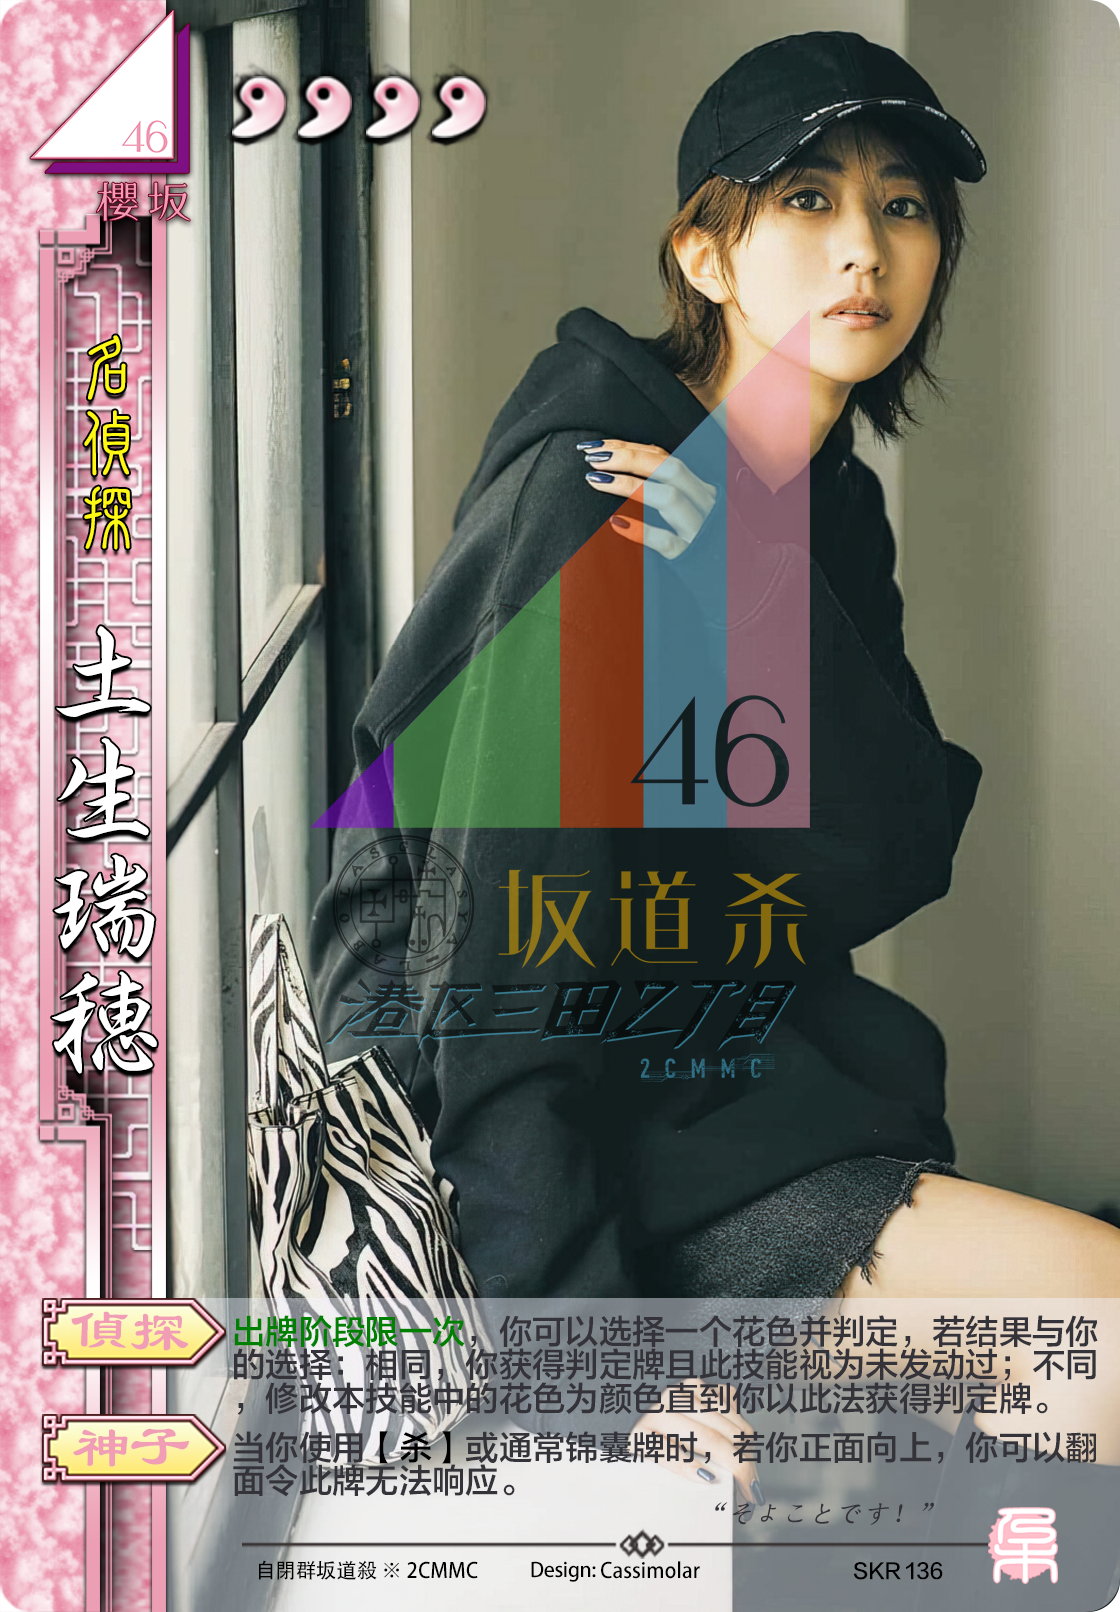 46
櫻坂
名偵探
土生瑞穂
46
坂道杀
港区三田2丁目
2CMMC
偵探
出牌阶段限一次，你可以选择一个花色并判定，若结果与你
的选择：相同，你获得判定牌且此技能视为未发动过；不同
，修改本技能中的花色为颜色直到你以此法获得判定牌。
神子
当你使用【杀】或通常锦囊牌时，若你正面向上，你可以翻
面令此牌无法响应。
“そよことです！”
自閉群坂道殺 ※ 2CMMC
Design: Cassimolar
SKR 136